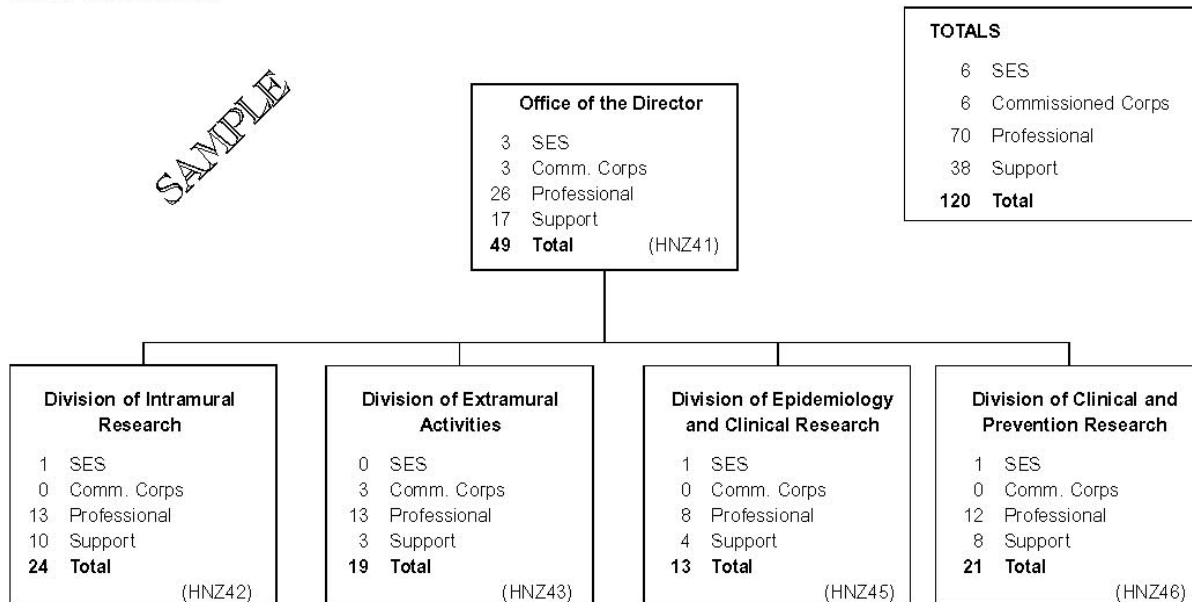 SAMPLE
TOTALS
6 SES
6 Commissioned Corps
70 Professional
38 Support
120 Total
Office of the Director
3 SES
3 Comm. Corps
26 Professional
17 Support
49 Total (HNZ41)
Division of Intramural
Research
1 SES
0 Comm. Corps
13 Professional
10 Support
24 Total
(HNZ42)
Division of Extramural
Activities
0 SES
3 Comm. Corps
13 Professional
3 Support
19 Total
(HNZ43)
Division of Epidemiology
and Clinical Research
1 SES
0 Comm. Corps
8 Professional
4 Support
13 Total
(HNZ45)
Division of Clinical and
Prevention Research
1 SES
0 Comm. Corps
12 Professional
8 Support
21 Total
(HNZ46)